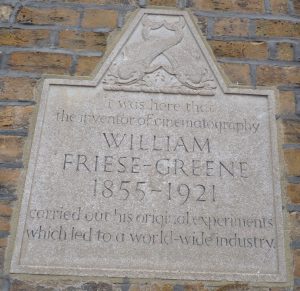 it was here that
the inventor of cinematography
WILLIAM
FRIESE-GREENE
1855-1921
carried out his original experiments
which led to a world-wide industry.